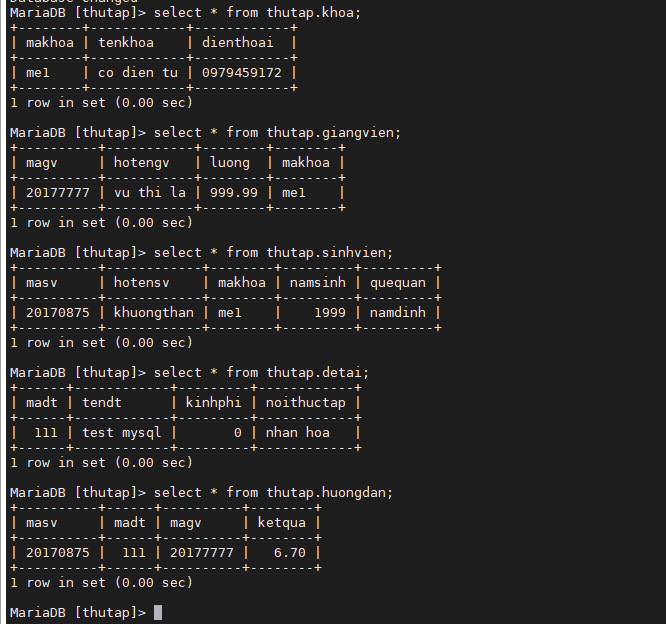 Database changed
MariaDB [thutap]> select * from thutap.khoa;
+--------+------------+------------+
| makhoa | tenkhoa    | dienthoai  |
+--------+------------+------------+
| me1    | co dien tu | 0979459172 |
+--------+------------+------------+
1 row in set (0.00 sec)

MariaDB [thutap]> select * from thutap.giangvien;
+----------+------------+--------+--------+
| magv     | hotengv    | luong  | makhoa |
+----------+------------+--------+--------+
| 20177777 | vu thi la | 999.99 | me1    |
+----------+------------+--------+--------+
1 row in set (0.00 sec)

MariaDB [thutap]> select * from thutap.sinhvien;
+----------+------------+--------+---------+---------+
| masv     | hotensv    | makhoa | namsinh | quequan |
+----------+------------+--------+---------+---------+
| 20170875 | khuongthan | me1    |    1999 | namdinh |
+----------+------------+--------+---------+---------+
1 row in set (0.00 sec)

MariaDB [thutap]> select * from thutap.detai;
+------+------------+---------+------------+
| madt | tendt      | kinhphi | noithuctap |
+------+------------+---------+------------+
|  111 | test mysql |       0 | nhan hoa   |
+------+------------+---------+------------+
1 row in set (0.00 sec)

MariaDB [thutap]> select * from thutap.huongdan;
+----------+------+----------+--------+
| masv     | madt | magv     | ketqua |
+----------+------+----------+--------+
| 20170875 |  111 | 20177777 |   6.70 |
+----------+------+----------+--------+
1 row in set (0.00 sec)

MariaDB [thutap]>